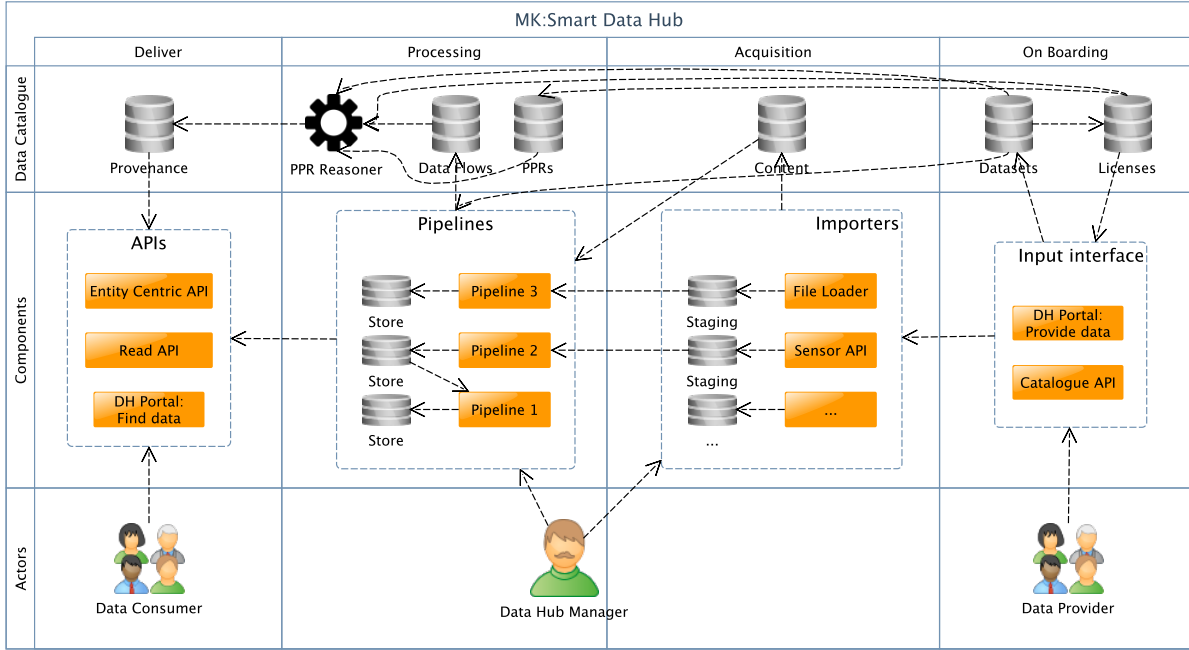 MK:Smart Data Hub
Deliver
Processing
Acquisition
On Boarding
Data Catalogue
Provenance
PPR Reasoner
Data Flows
PPRs
Content
Datasets
Licenses
Components
APIs
Entity Centric API
Read API
DH Portal:
Find data
Pipelines
Pipeline 3
Store
Pipeline 2
Store
Pipeline 1
Store
Importers
File Loader
Staging
Sensor API
Staging
...
...
Input interface
DH Portal:
Provide data
Catalogue API
Actors
Data Consumer
Data Hub Manager
Data Provider